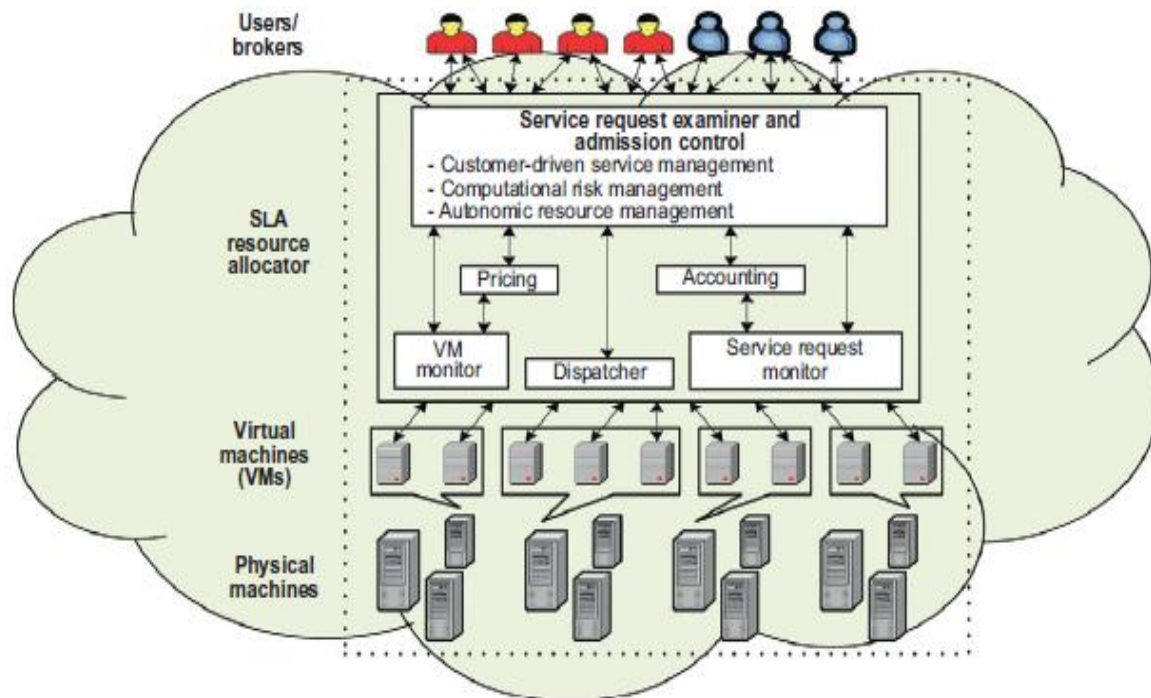 Users/
brokers
Service request examiner and
admission control
- Customer-driven service management
- Computational risk management
- Autonomic resource management
SLA
resource
allocator
Pricing
Accounting
VM
monitor
Dispatcher
Service request
monitor
Virtual
machines
(VMs)
Physical
machines